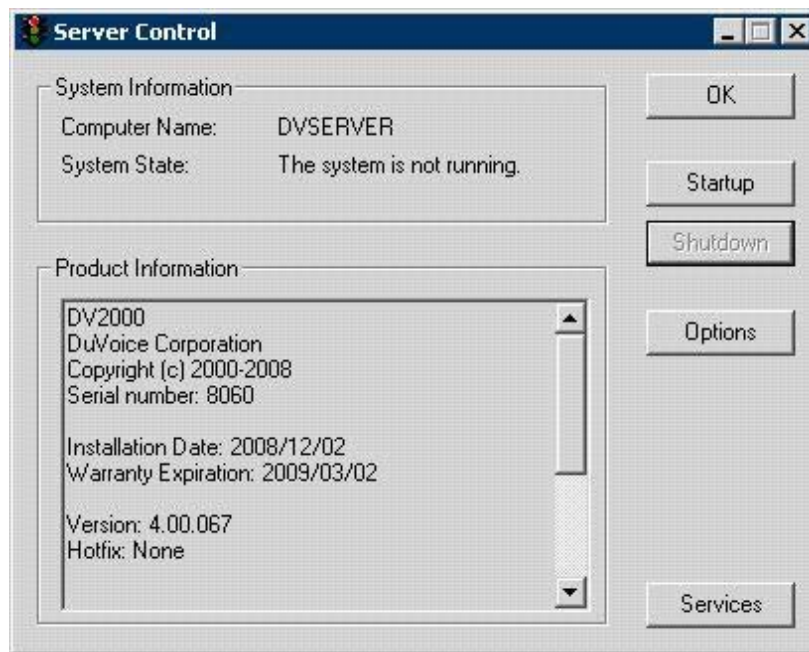 Server Control
System Information
Computer Name: DVSERVER
System State: The system is not running.
OK
Startup
Shutdown
Product Information
DV2000
DuVoice Corporation
Copyright (c) 2000-2008
Serial number: 8060
Installation Date: 2008/12/02
Warranty Expiration: 2009/03/02
Version: 4.00.067
Hotfix: None
Options
Services